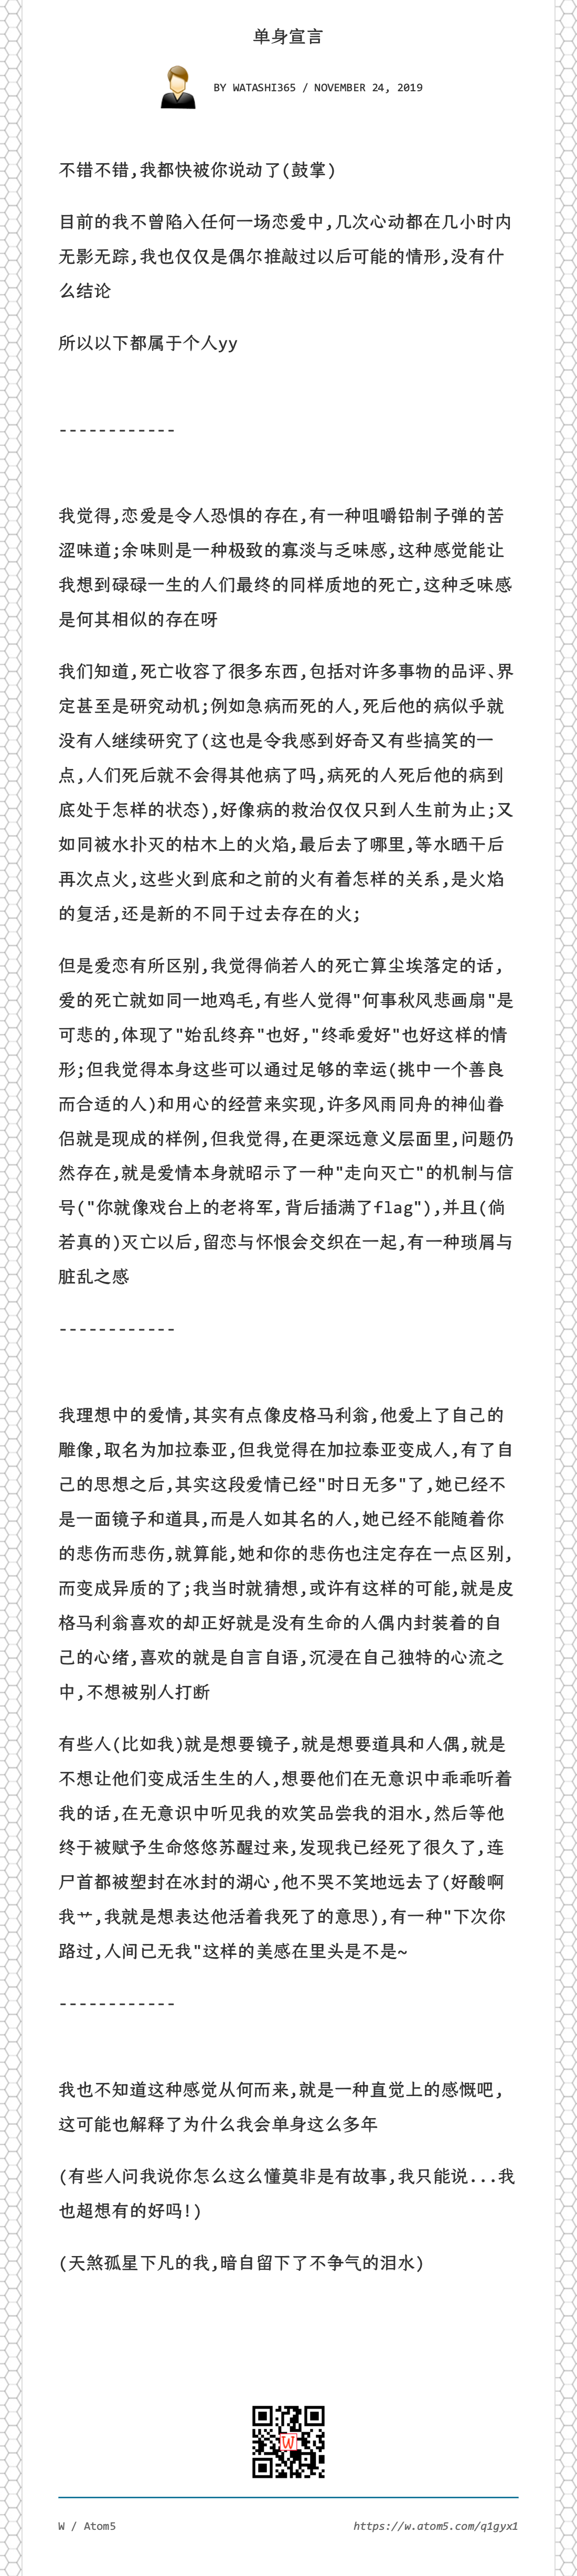 单身宣言
BY WATASHI365 / NOVEMBER 24, 2019
不错不错,我都快被你说动了(鼓掌)
目前的我不曾陷入任何一场恋爱中,几次心动都在几小时内
无影无踪,我也仅仅是偶尔推敲过以后可能的情形,没有什
么结论
所以以下都属于个人yy
------------
我觉得,恋爱是令人恐惧的存在,有一种咀嚼铅制子弹的苦
涩味道;余味则是一种极致的寡淡与乏味感,这种感觉能让
我想到碌碌一生的人们最终的同样质地的死亡,这种乏味感
是何其相似的存在呀
我们知道,死亡收容了很多东西,包括对许多事物的品评、界
定甚至是研究动机;例如急病而死的人,死后他的病似乎就
没有人继续研究了(这也是令我感到好奇又有些搞笑的一
点,人们死后就不会得其他病了吗,病死的人死后他的病到
底处于怎样的状态),好像病的救治仅仅只到人生前为止;又
如同被水扑灭的枯木上的火焰,最后去了哪里,等水晒干后
再次点火,这些火到底和之前的火有着怎样的关系,是火焰
的复活,还是新的不同于过去存在的火;
但是爱恋有所区别,我觉得倘若人的死亡算尘埃落定的话,
爱的死亡就如同一地鸡毛,有些人觉得"何事秋风悲画扇"是
可悲的,体现了"始乱终弃"也好,"终乖爱好"也好这样的情
形;但我觉得本身这些可以通过足够的幸运(挑中一个善良
而合适的人)和用心的经营来实现,许多风雨同舟的神仙眷
侣就是现成的样例,但我觉得,在更深远意义层面里,问题仍
然存在,就是爱情本身就昭示了一种"走向灭亡"的机制与信
号("你就像戏台上的老将军,背后插满了flag"),并且(倘
若真的)灭亡以后,留恋与怀恨会交织在一起,有一种琐屑与
脏乱之感
------------
我理想中的爱情,其实有点像皮格马利翁,他爱上了自己的
雕像,取名为加拉泰亚,但我觉得在加拉泰亚变成人,有了自
己的思想之后,其实这段爱情已经"时日无多"了,她已经不
是一面镜子和道具,而是人如其名的人,她已经不能随着你
的悲伤而悲伤,就算能,她和你的悲伤也注定存在一点区别,
而变成异质的了;我当时就猜想,或许有这样的可能,就是皮
格马利翁喜欢的却正好就是没有生命的人偶内封装着的自
己的心绪,喜欢的就是自言自语,沉浸在自己独特的心流之
中,不想被别人打断
有些人(比如我)就是想要镜子,就是想要道具和人偶,就是
不想让他们变成活生生的人,想要他们在无意识中乖乖听着
我的话,在无意识中听见我的欢笑品尝我的泪水,然后等他
终于被赋予生命悠悠苏醒过来,发现我已经死了很久了,连
尸首都被塑封在冰封的湖心,他不哭不笑地远去了(好酸啊
我艹,我就是想表达他活着我死了的意思),有一种"下次你
路过,人间已无我"这样的美感在里头是不是~
------------
我也不知道这种感觉从何而来,就是一种直觉上的感慨吧,
这可能也解释了为什么我会单身这么多年
(有些人问我说你怎么这么懂莫非是有故事,我只能说...我
也超想有的好吗!)
(天煞孤星下凡的我,暗自留下了不争气的泪水)
W
W / Atom5
https://w.atom5.com/q1gyx1